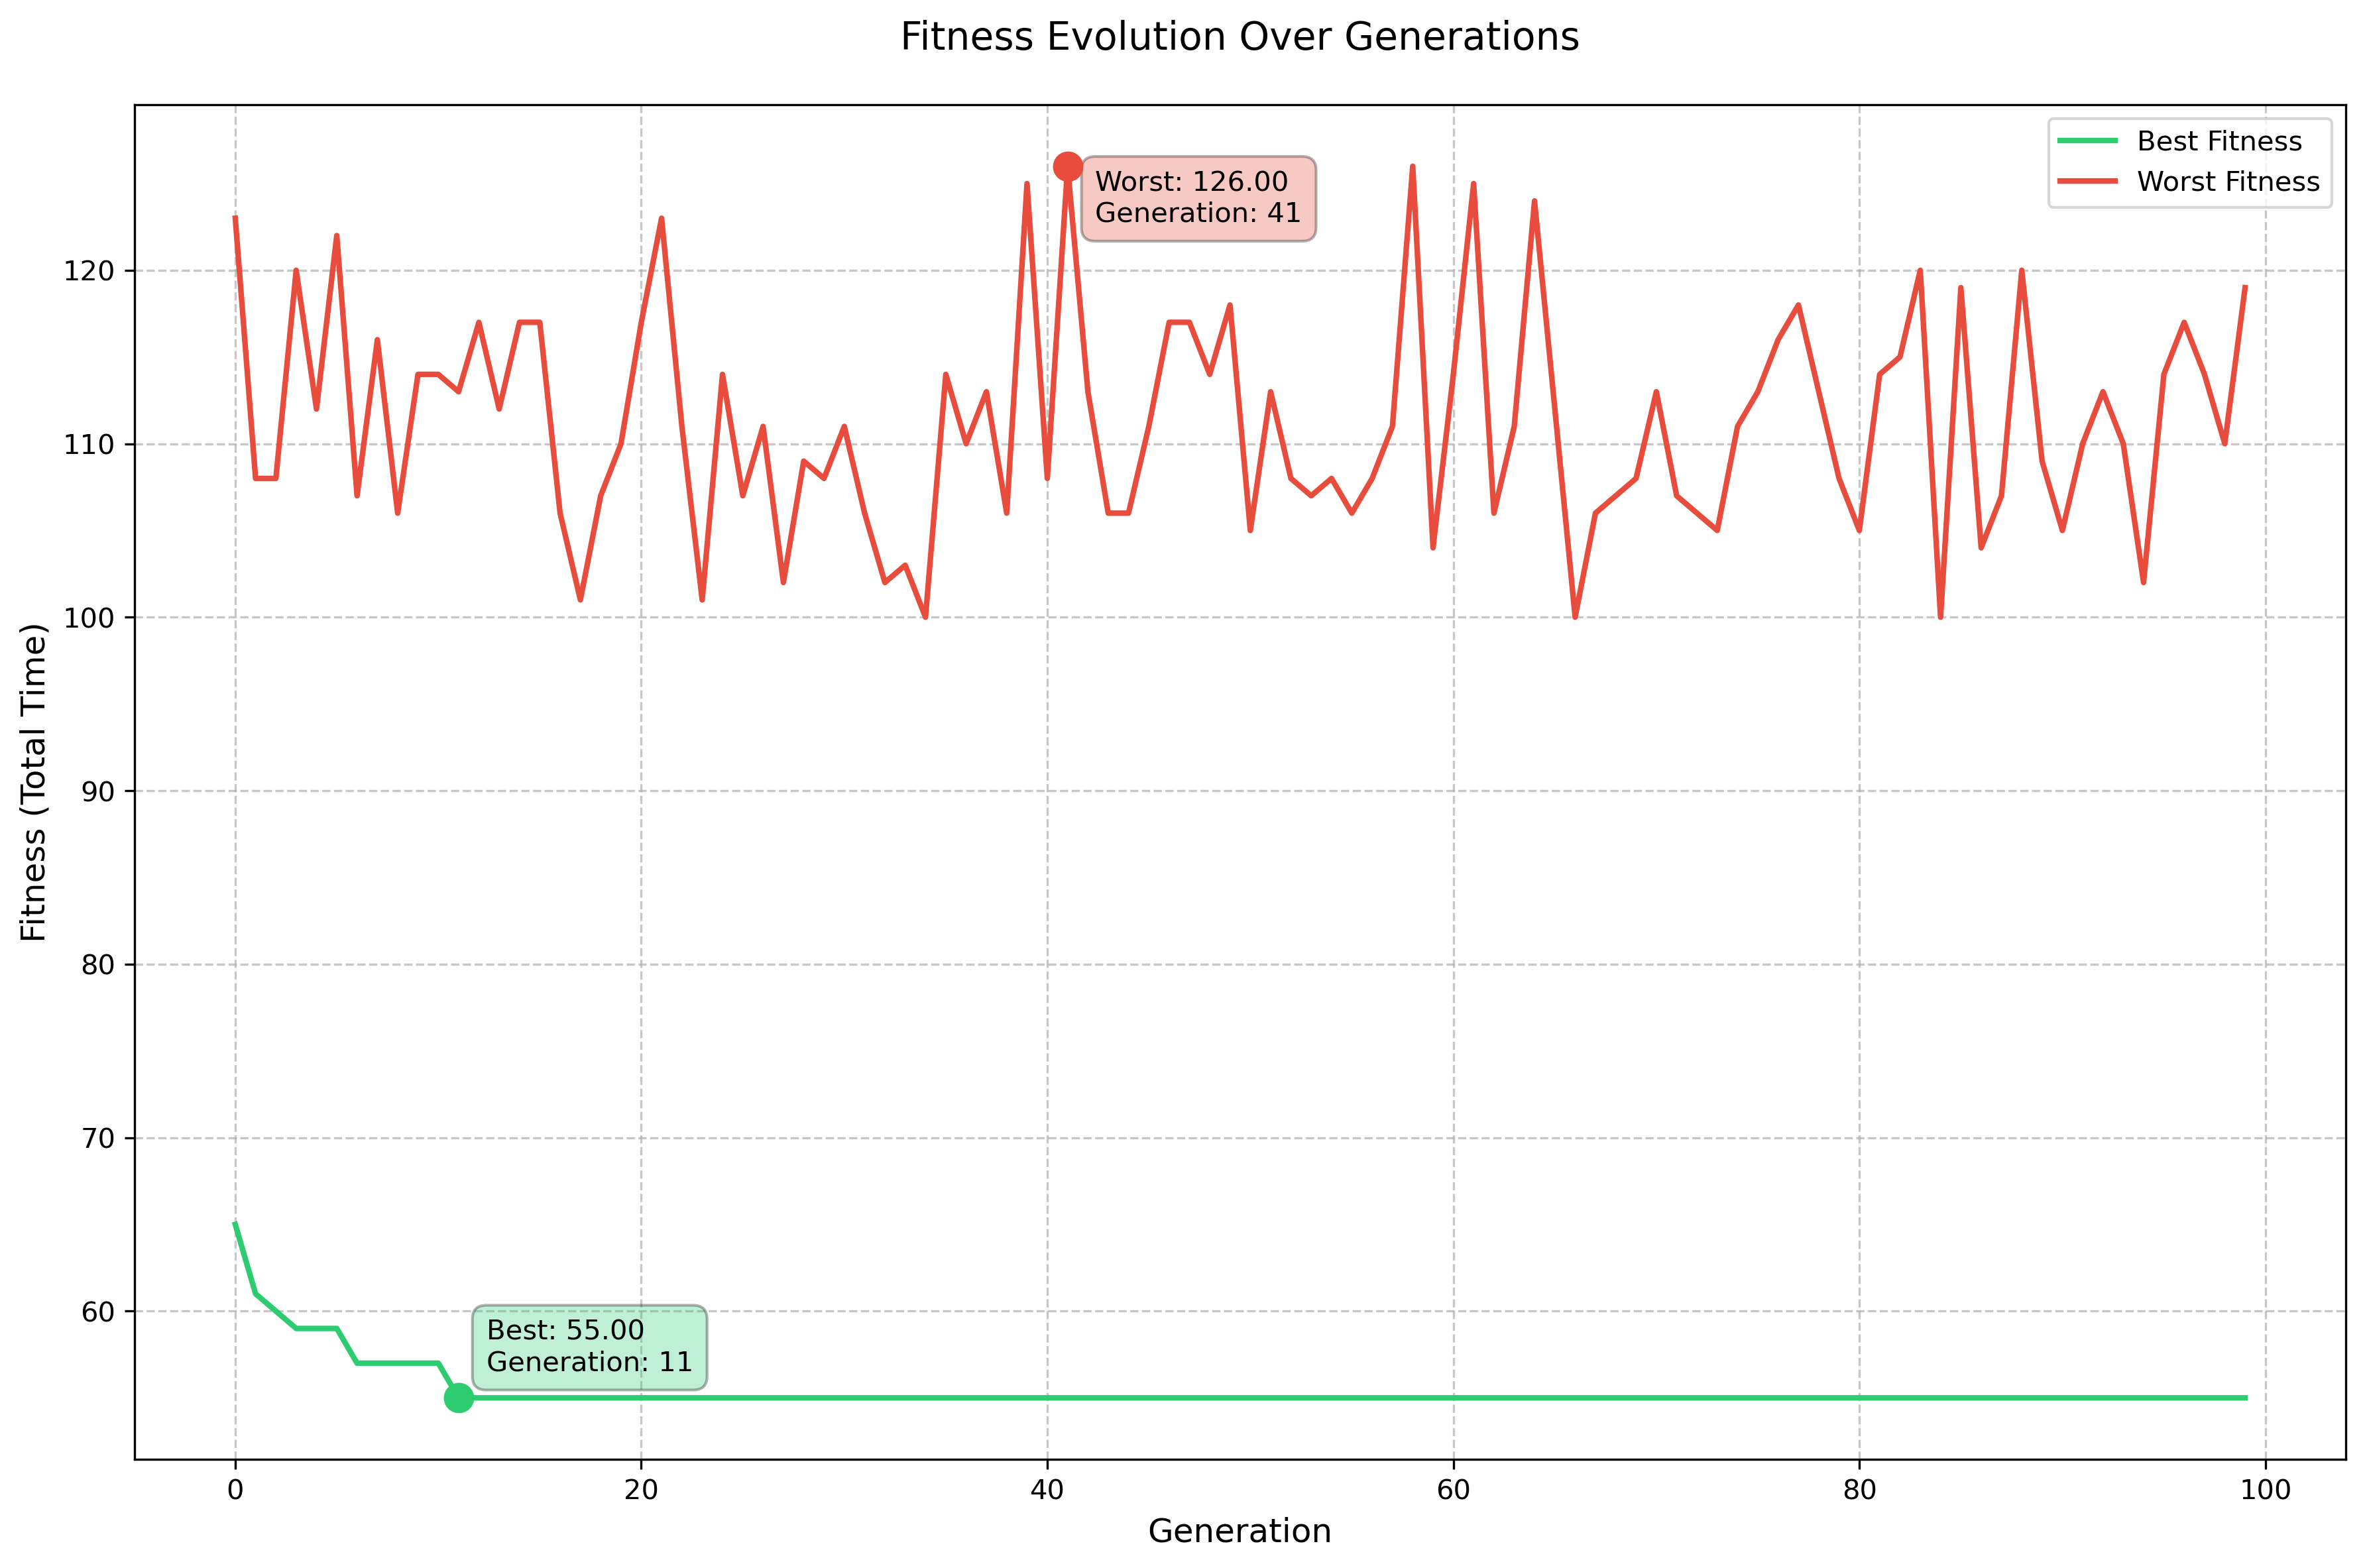 Fitness Evolution Over Generations
Best Fitness
Worst Fitness
Worst: 126.00
Generation: 41
120
110
100
90
80
70
60
Fitness (Total Time)
Best: 55.00
Generation: 11
0
20
40
60
80
100
Generation